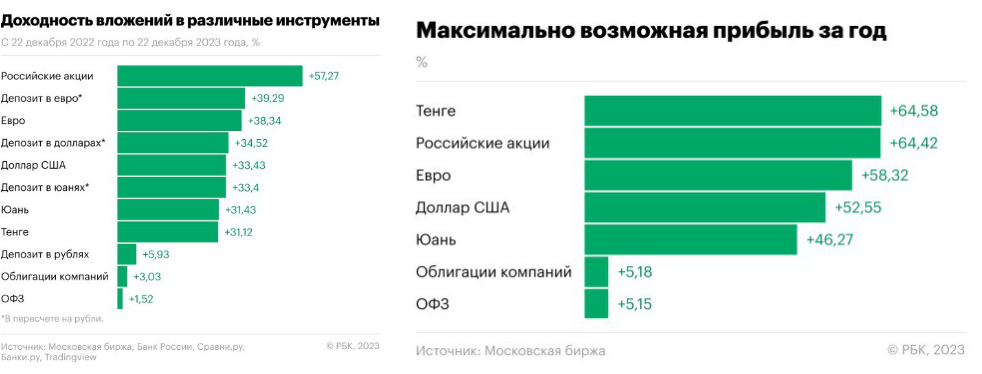 Доходность вложений в различные инструменты
С 22 декабря 2022 года по 22 декабря 2023 года, %
Российские акции +57,27
Депозит в евро* +39,29
Евро +38,34
Депозит в долларах* +34,52
Доллар США +33,43
Депозит в юанях* +33,4
Юань +31,43
Тенге +31,12
Депозит в рублях +5,93
Облигации компаний +3,03
ОФЗ +1,52
*В пересчете на рубли.
Источник: Московская биржа, Банк России, Сравни.ру,
Банки.ру, Tradingview
© РБК, 2023
Максимально возможная прибыль за год
%
Тенге +64,58
Российские акции +64,42
Евро +58,32
Доллар США +52,55
Юань +46,27
Облигации компаний +5,18
ОФЗ +5,15
Источник: Московская биржа
© РБК, 2023